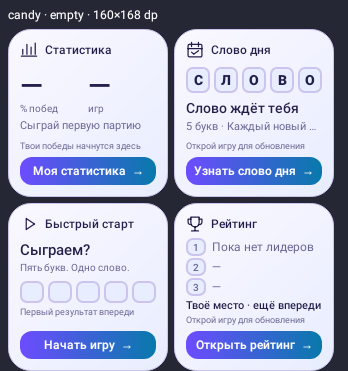 candy · empty · 160×168 dp
Статистика
— —
% побед игр
Сыграй первую партию
Твои победы начнутся здесь
Моя статистика →
Слово дня
С Л О В О
Слово ждёт тебя
5 букв · Каждый новый ...
Открой игру для обновления
Узнать слово дня →
Быстрый старт
Сыграем?
Пять букв. Одно слово.
Первый результат впереди
Начать игру →
Рейтинг
1 Пока нет лидеров
2 —
3 —
Твоё место · ещё впереди
Открой игру для обновления
Открыть рейтинг →